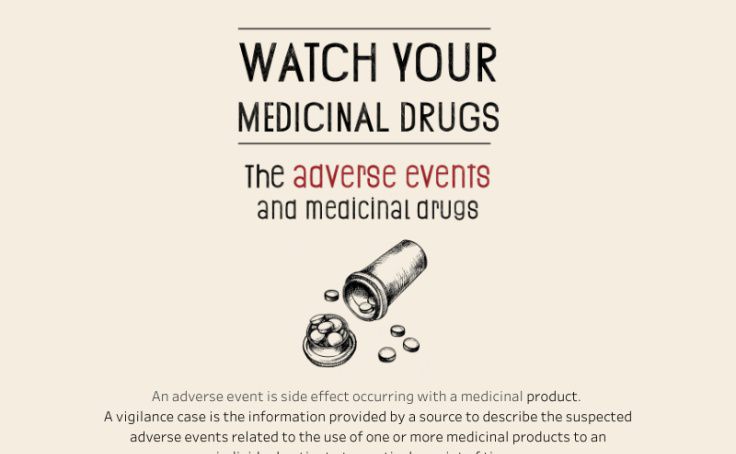 WATCH YOUR
MEDICINAL DRUGS
The adverse events
and medicinal drugs
An adverse event is side effect occurring with a medicinal product.
A vigilance case is the information provided by a source to describe the suspected
adverse events related to the use of one or more medicinal products to an